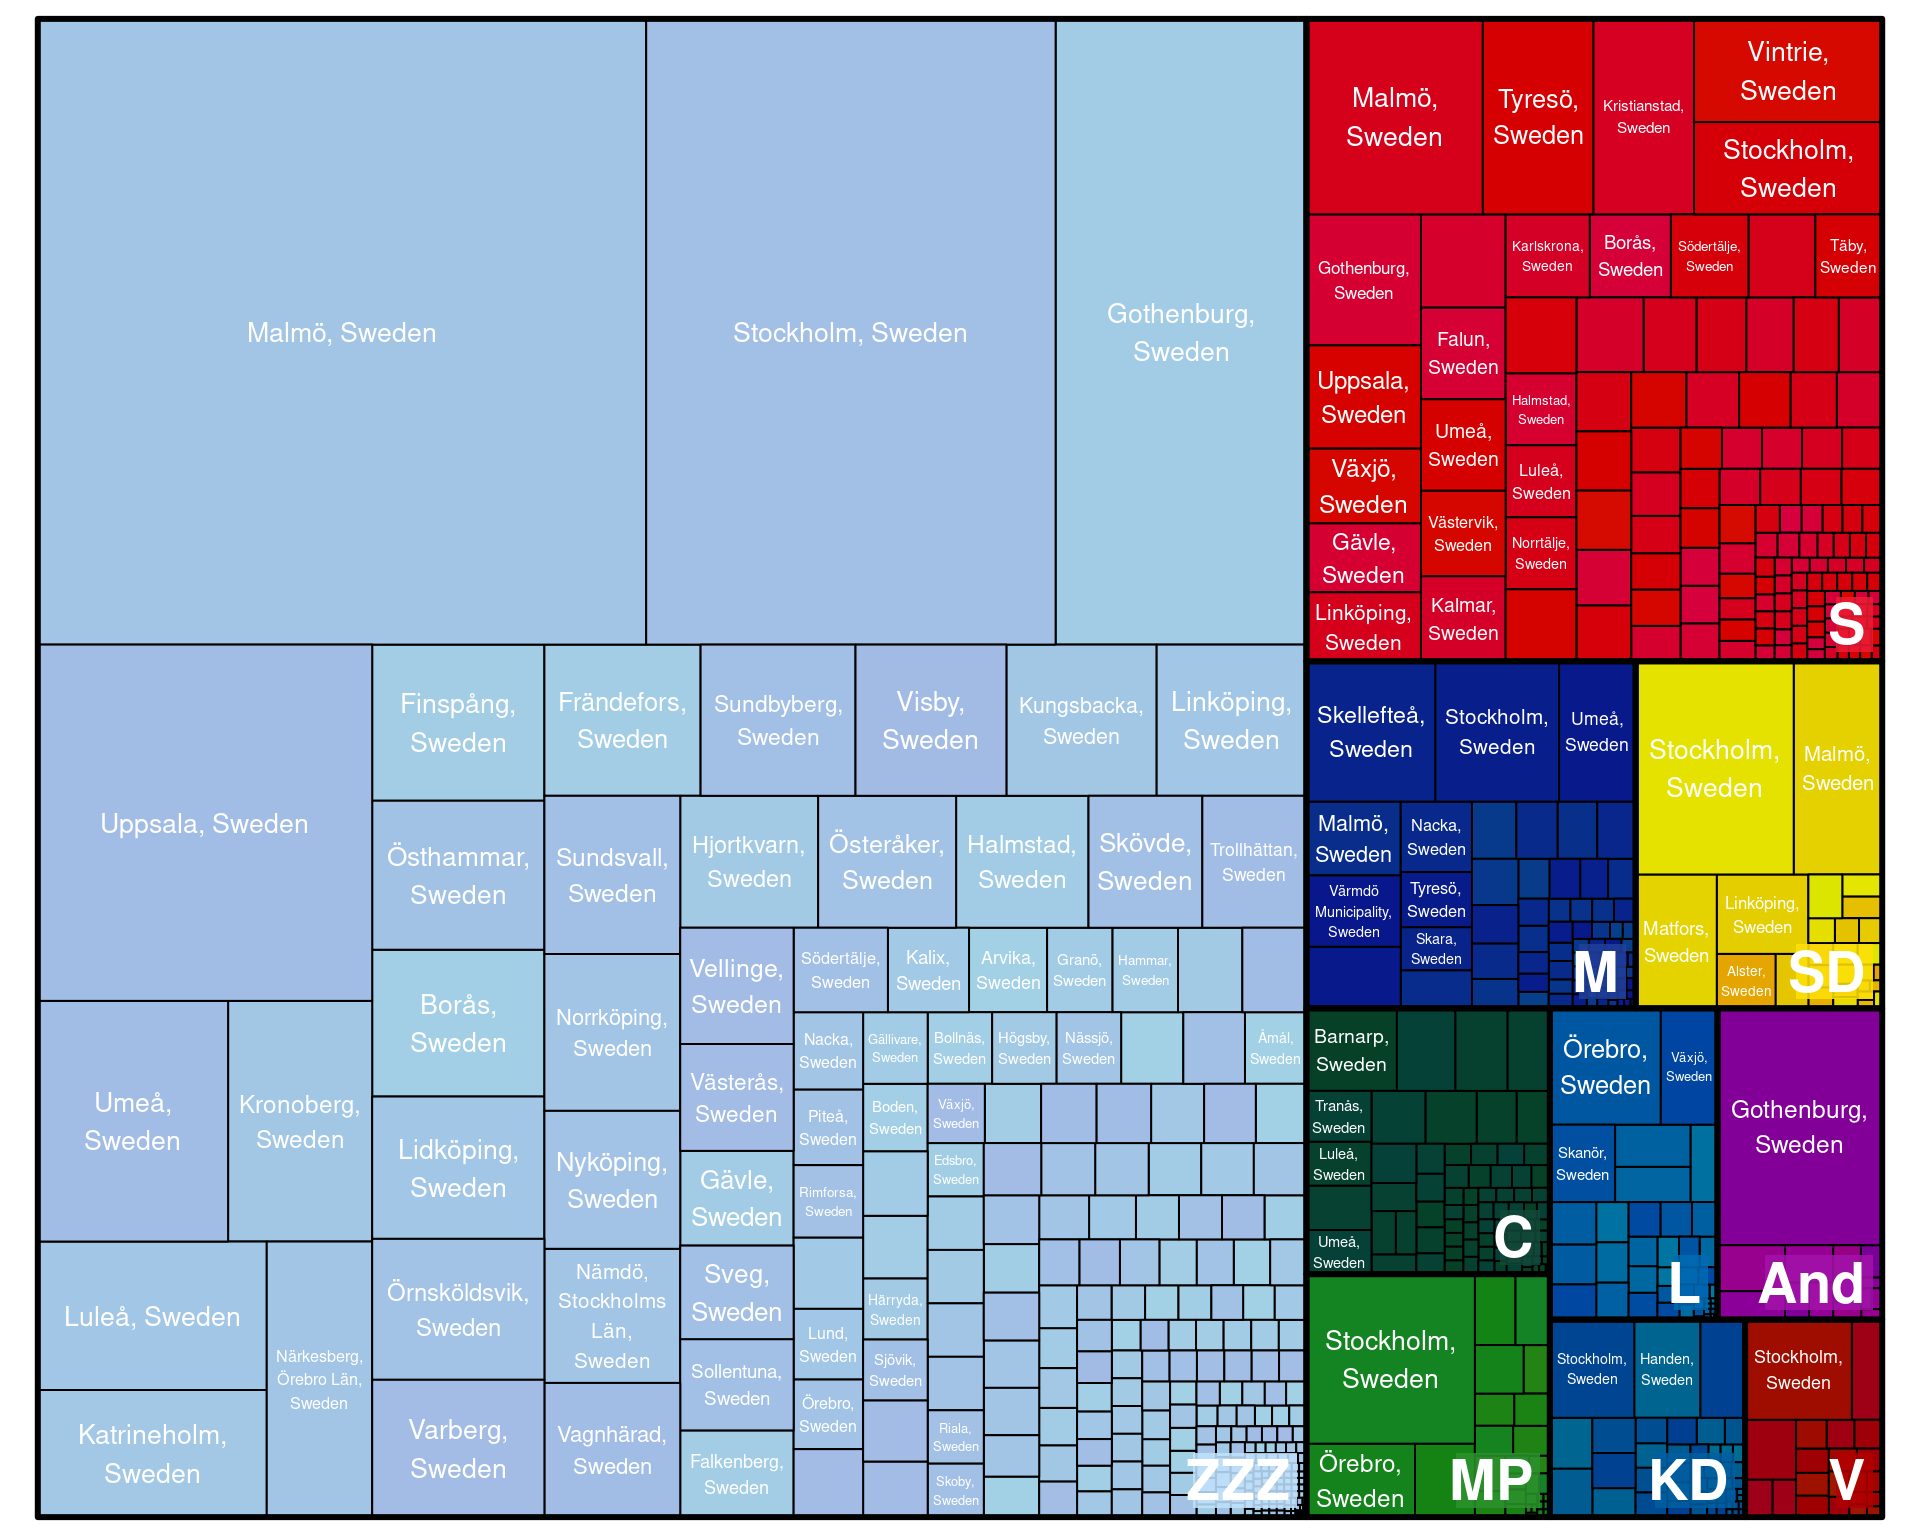 Malmö, Sweden
Stockholm, Sweden
Gothenburg,
Sweden
Uppsala, Sweden
Finspång,
Sweden
Frändefors,
Sweden
Sundbyberg,
Sweden
Visby,
Sweden
Kungsbacka,
Sweden
Linköping,
Sweden
Östhammar,
Sweden
Sundsvall,
Sweden
Hjortkvarn,
Sweden
Österåker,
Sweden
Halmstad,
Sweden
Skövde,
Sweden
Trollhättan,
Sweden
Borås,
Sweden
Norrköping,
Sweden
Vellinge,
Sweden
Södertälje,
Sweden
Kalix,
Sweden
Arvika,
Sweden
Granö,
Sweden
Hammar,
Sweden
Umeå,
Sweden
Kronoberg,
Sweden
Lidköping,
Sweden
Nyköping,
Sweden
Västerås,
Sweden
Nacka,
Sweden
Gällivare,
Sweden
Bollnäs,
Sweden
Högsby,
Sweden
Nässjö,
Sweden
Åmål,
Sweden
Piteå,
Sweden
Boden,
Sweden
Växjö,
Sweden
Edsbro,
Sweden
Gävle,
Sweden
Rimforsa,
Sweden
Luleå, Sweden
Närkesberg,
Örebro Län,
Sweden
Örnsköldsvik,
Sweden
Nämdö,
Stockholms
Län,
Sweden
Sveg,
Sweden
Lund,
Sweden
Härryda,
Sweden
Sjövik,
Sweden
Sollentuna,
Sweden
Örebro,
Sweden
Katrineholm,
Sweden
Varberg,
Sweden
Vagnhärad,
Sweden
Falkenberg,
Sweden
Riala,
Sweden
Skoby,
Sweden
ZZZ
Malmö,
Sweden
Tyresö,
Sweden
Kristianstad,
Sweden
Vintrie,
Sweden
Stockholm,
Sweden
Gothenburg,
Sweden
Karlskrona,
Sweden
Borås,
Sweden
Södertälje,
Sweden
Täby,
Sweden
Uppsala,
Sweden
Falun,
Sweden
Halmstad,
Sweden
Växjö,
Sweden
Umeå,
Sweden
Luleå,
Sweden
Gävle,
Sweden
Västervik,
Sweden
Norrtälje,
Sweden
Linköping,
Sweden
Kalmar,
Sweden
S
Skellefteå,
Sweden
Stockholm,
Sweden
Umeå,
Sweden
Malmö,
Sweden
Nacka,
Sweden
Värmdö
Municipality,
Sweden
Tyresö,
Sweden
Skara,
Sweden
M
Stockholm,
Sweden
Malmö,
Sweden
Matfors,
Sweden
Linköping,
Sweden
Alster,
Sweden
SD
Barnarp,
Sweden
Tranås,
Sweden
Luleå,
Sweden
Umeå,
Sweden
C
Örebro,
Sweden
Växjö,
Sweden
Skanör,
Sweden
L
Gothenburg,
Sweden
And
Stockholm,
Sweden
Örebro,
Sweden
MP
Stockholm,
Sweden
Handen,
Sweden
KD
Stockholm,
Sweden
V